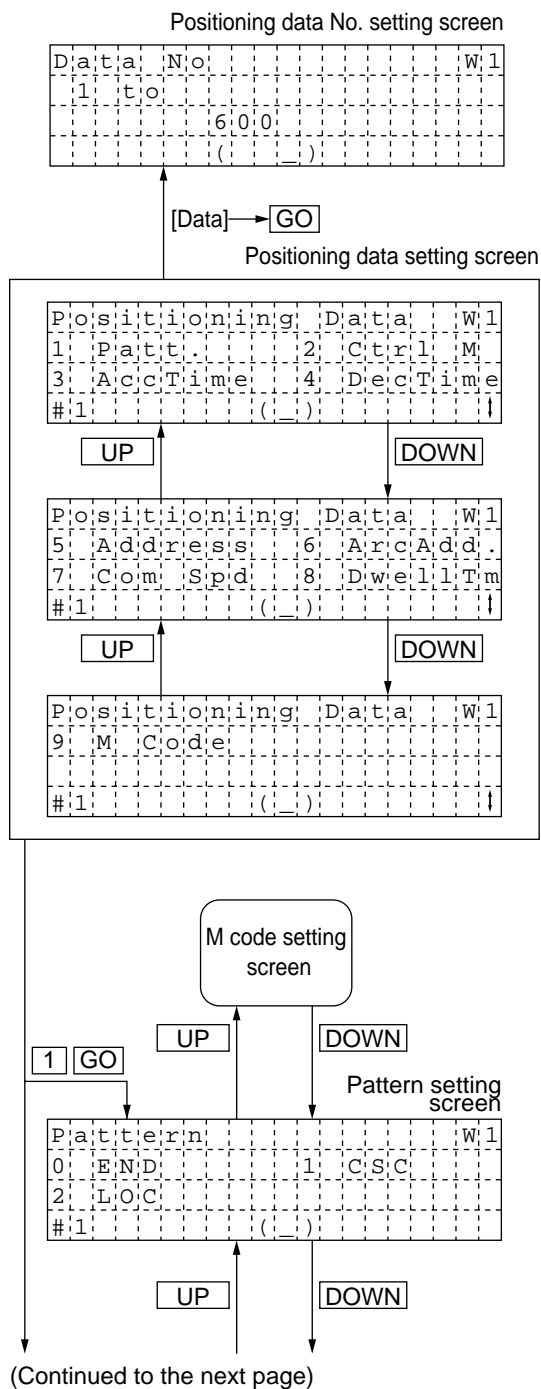 Positioning data No. setting screen
Data No W1
1 to
600
( _)
[Data] GO
Positioning data setting screen
Positioning Data W1
1 Patt. 2 Ctrl M
3 AccTime 4 DecTime
#1 (_)
UP DOWN
Positioning Data W1
5 Address 6 ArcAdd.
7 Com Spd 8 DwellTm
#1 (_)
UP DOWN
Positioning Data W1
9 M Code
#1 (_)
M code setting
screen
UP DOWN
1 GO
Pattern setting
screen
Pattern W1
0 END 1 CSC
2 LOC
#1 (_)
UP DOWN
(Continued to the next page)